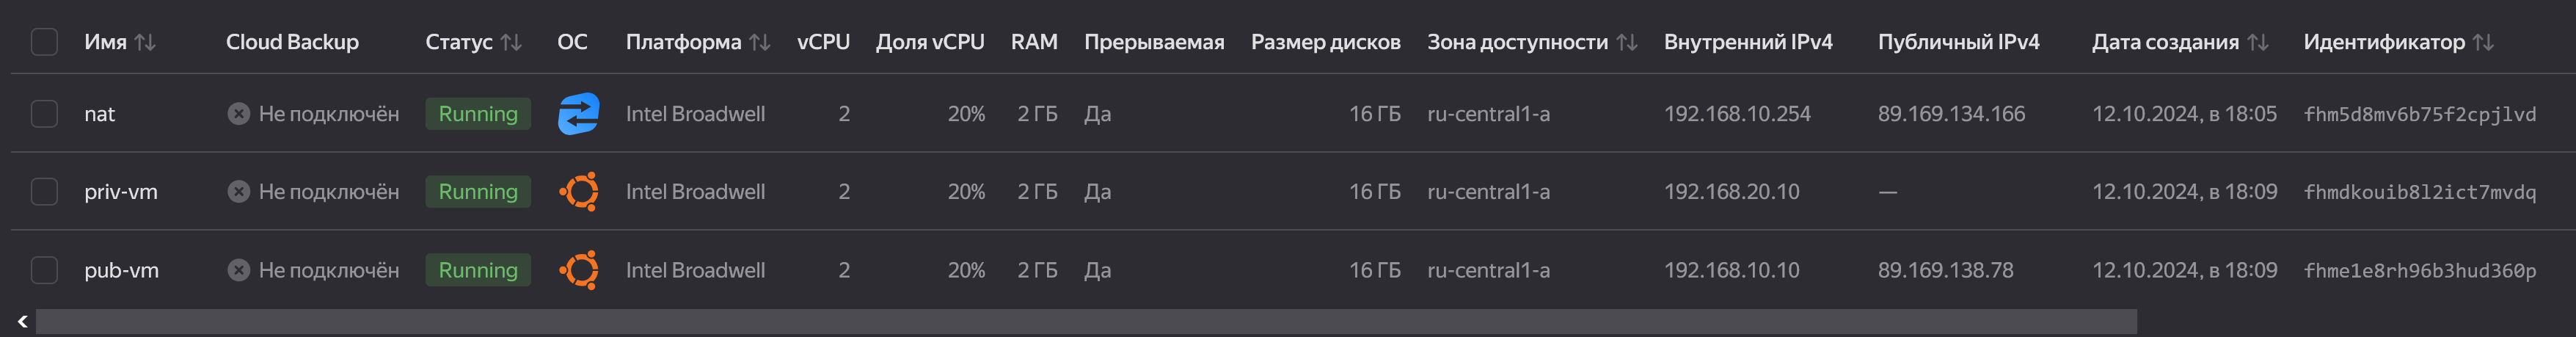 Имя Cloud Backup Статус ОС Платформа vCPU Доля vCPU RAM Прерываемая Размер дисков Зона доступности Внутренний IPv4 Публичный IPv4 Дата создания Идентификатор
nat Не подключён Running Intel Broadwell 2 20% 2 ГБ Да 16 ГБ ru-central1-a 192.168.10.254 89.169.134.166 12.10.2024, в 18:05 fhm5d8mv6b75f2cpjlvd
priv-vm Не подключён Running Intel Broadwell 2 20% 2 ГБ Да 16 ГБ ru-central1-a 192.168.20.10 — 12.10.2024, в 18:09 fhmdkouib8l2ict7mvdq
pub-vm Не подключён Running Intel Broadwell 2 20% 2 ГБ Да 16 ГБ ru-central1-a 192.168.10.10 89.169.138.78 12.10.2024, в 18:09 fhme1e8rh96b3hud360p